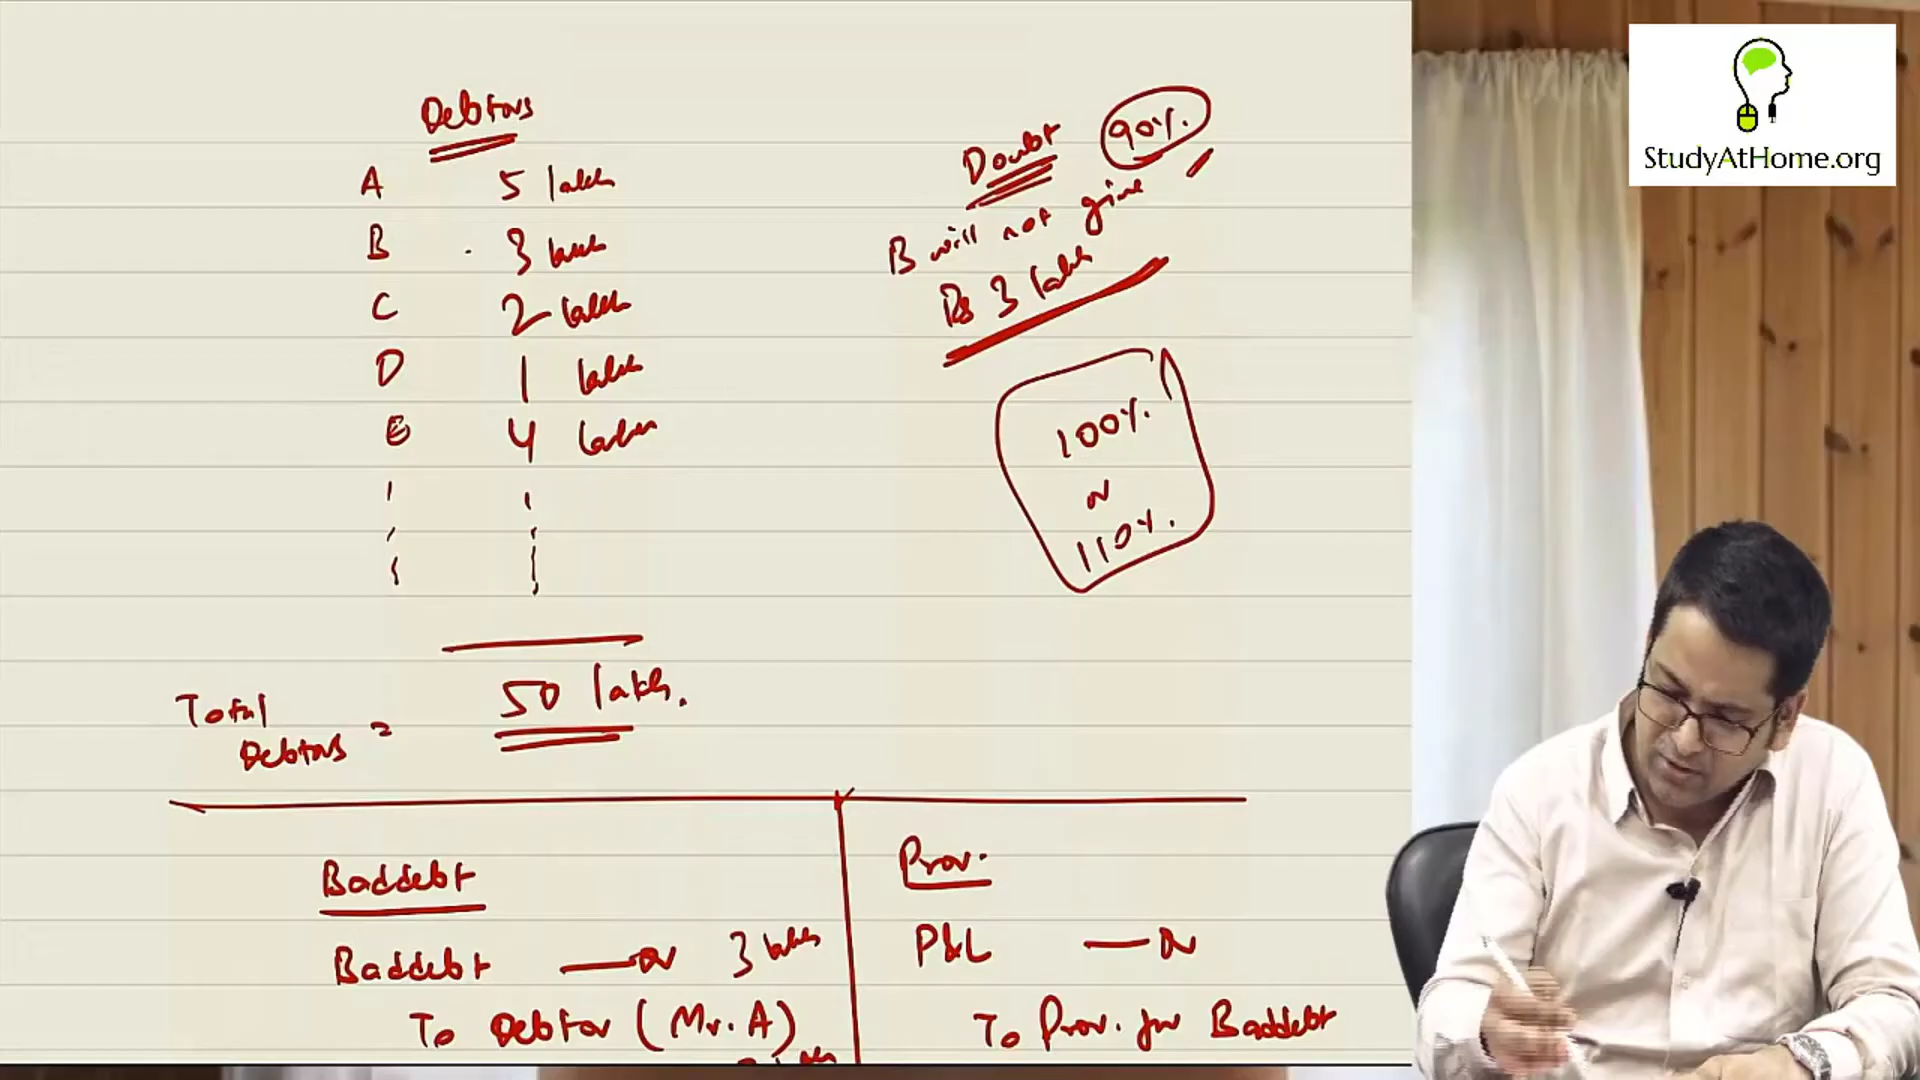 Debtors
A 5 lakh
B 3 lakh
C 2 lakh
D 1 lakh
E 4 lakh
Total Debtors = 50 lakh.
Doubt 90%.
B will not give
Rs 3 lakh
100%.
or
110%.
Baddebt
Baddebt — Dr 3 lakh
To Debtor (Mr. A)
Prov.
P&L — Dr
To Prov. for Baddebt
StudyAtHome.org